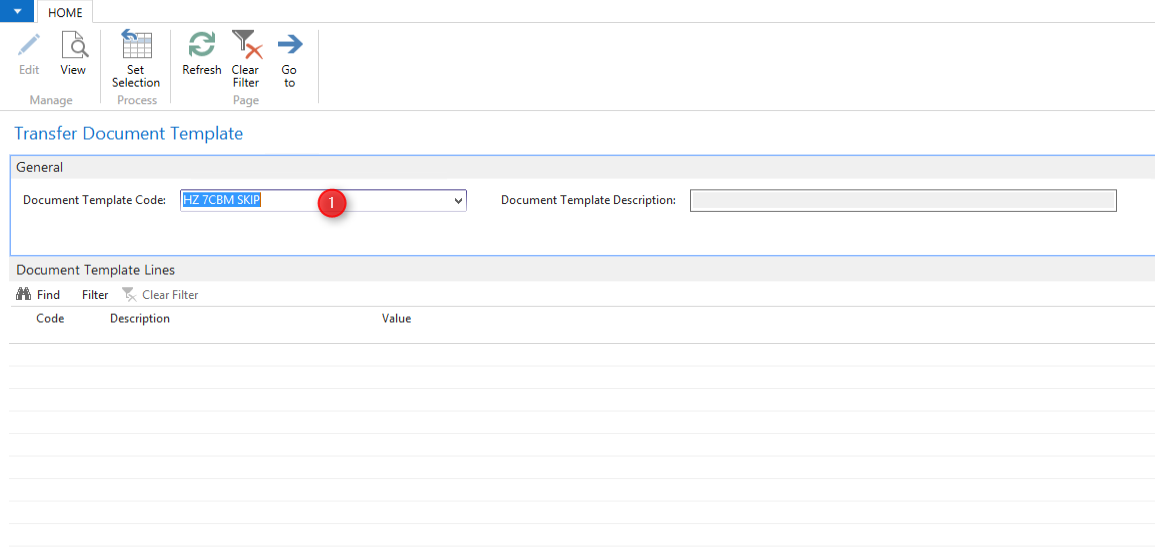 HOME
Edit View Set Selection Refresh Clear Filter Go to
Manage Process Page
Transfer Document Template
General
Document Template Code: HZ 7CBM SKIP 1 Document Template Description:
Document Template Lines
Find Filter Clear Filter
Code Description Value